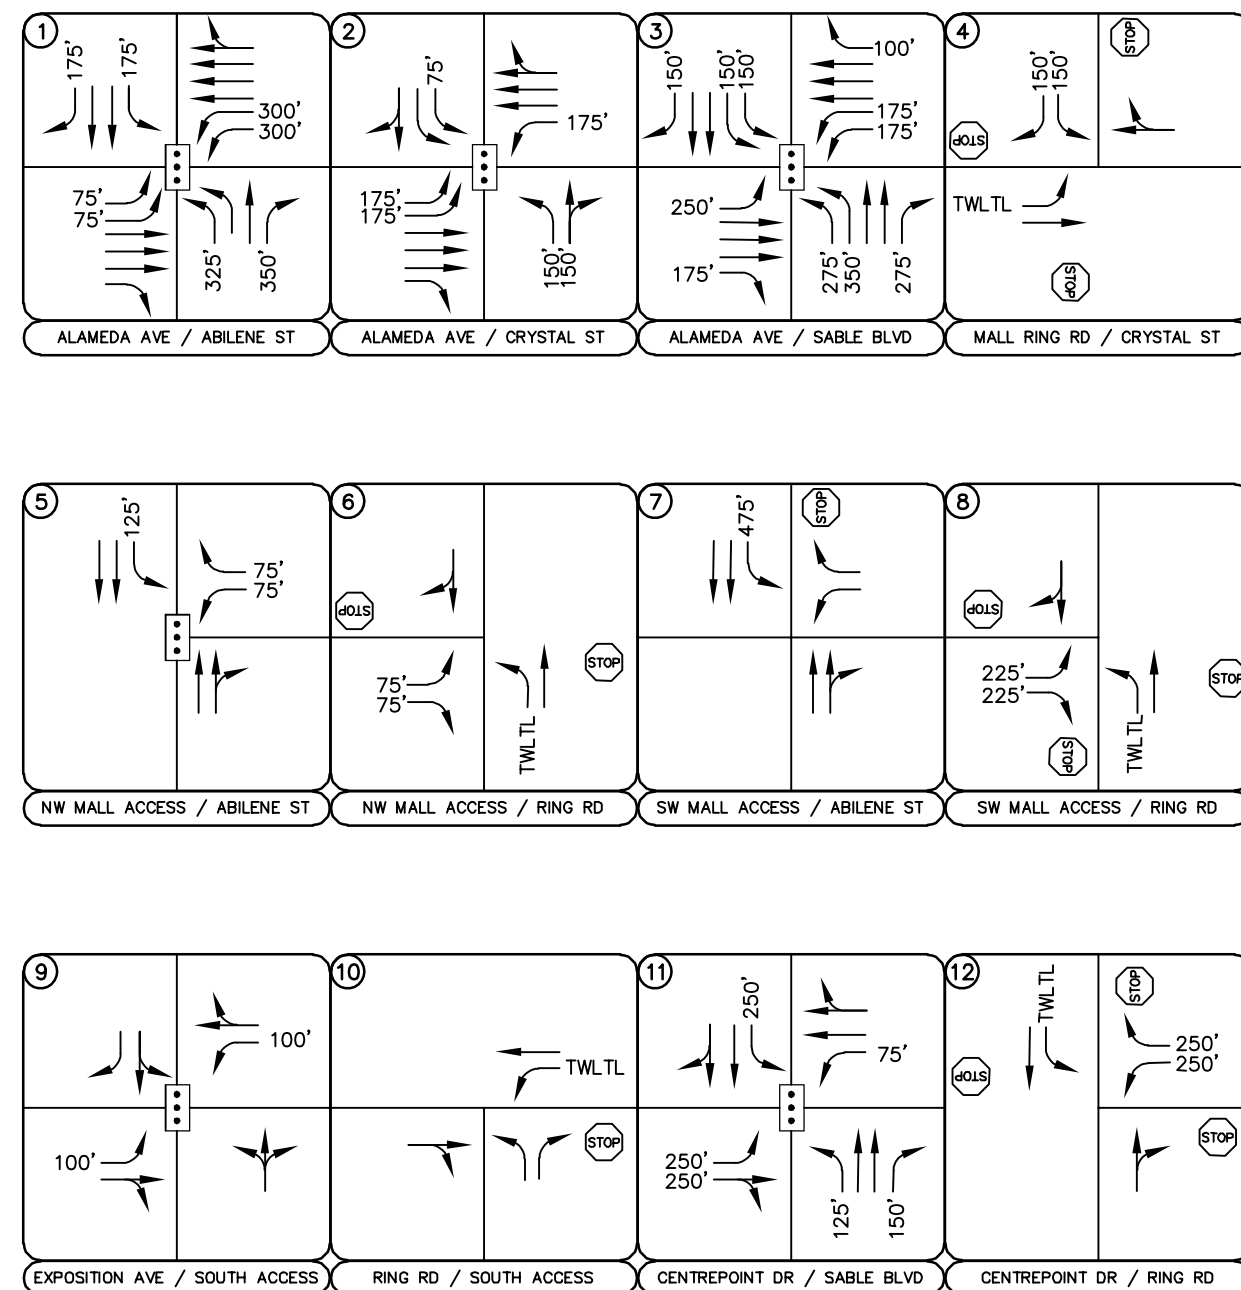 1
175'
175'
300'
300'
75'
75'
325'
350'
ALAMEDA AVE / ABILENE ST
2
75'
175'
175'
175'
150'
150'
ALAMEDA AVE / CRYSTAL ST
3
150'
150'
150'
100'
175'
175'
250'
175'
275'
350'
275'
ALAMEDA AVE / SABLE BLVD
4
STOP
150'
150'
STOP
TWLTL
STOP
MALL RING RD / CRYSTAL ST
5
125'
75'
75'
NW MALL ACCESS / ABILENE ST
6
STOP
STOP
75'
75'
TWLTL
NW MALL ACCESS / RING RD
7
475'
STOP
SW MALL ACCESS / ABILENE ST
8
STOP
225'
225'
STOP
STOP
TWLTL
SW MALL ACCESS / RING RD
9
100'
100'
EXPOSITION AVE / SOUTH ACCESS
10
TWLTL
STOP
RING RD / SOUTH ACCESS
11
250'
75'
250'
250'
125'
150'
CENTREPOINT DR / SABLE BLVD
12
TWLTL
STOP
250'
250'
STOP
STOP
CENTREPOINT DR / RING RD